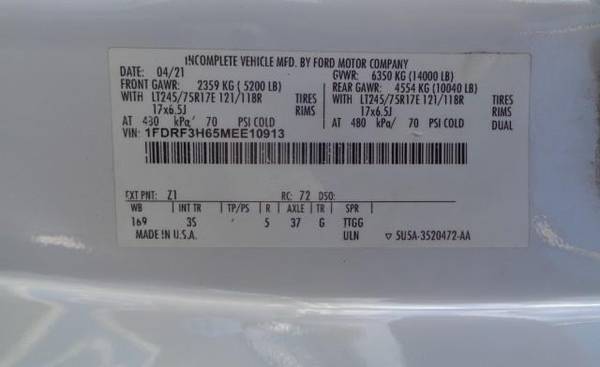 INCOMPLETE VEHICLE MFD. BY FORD MOTOR COMPANY
DATE: 04/21 GVWR: 6350 KG (14000 LB)
FRONT GAWR: 2359 KG ( 5200 LB) REAR GAWR: 4554 KG (10040 LB)
WITH LT245/75R17E 121/118R TIRES WITH LT245/75R17E 121/118R TIRES
17x6.5J RIMS 17x6.5J RIMS
AT 480 kPa/ 70 PSI COLD AT 480 kPa/ 70 PSI COLD DUAL
VIN: 1FDRF3H65MEE10913
EXT PNT: Z1 RC: 72 DSO:
WB INT TR TP/PS R AXLE TR SPR
169 3S 5 37 G TTGG
MADE IN U.S.A. ULN ▽ SU5A-3520472-AA